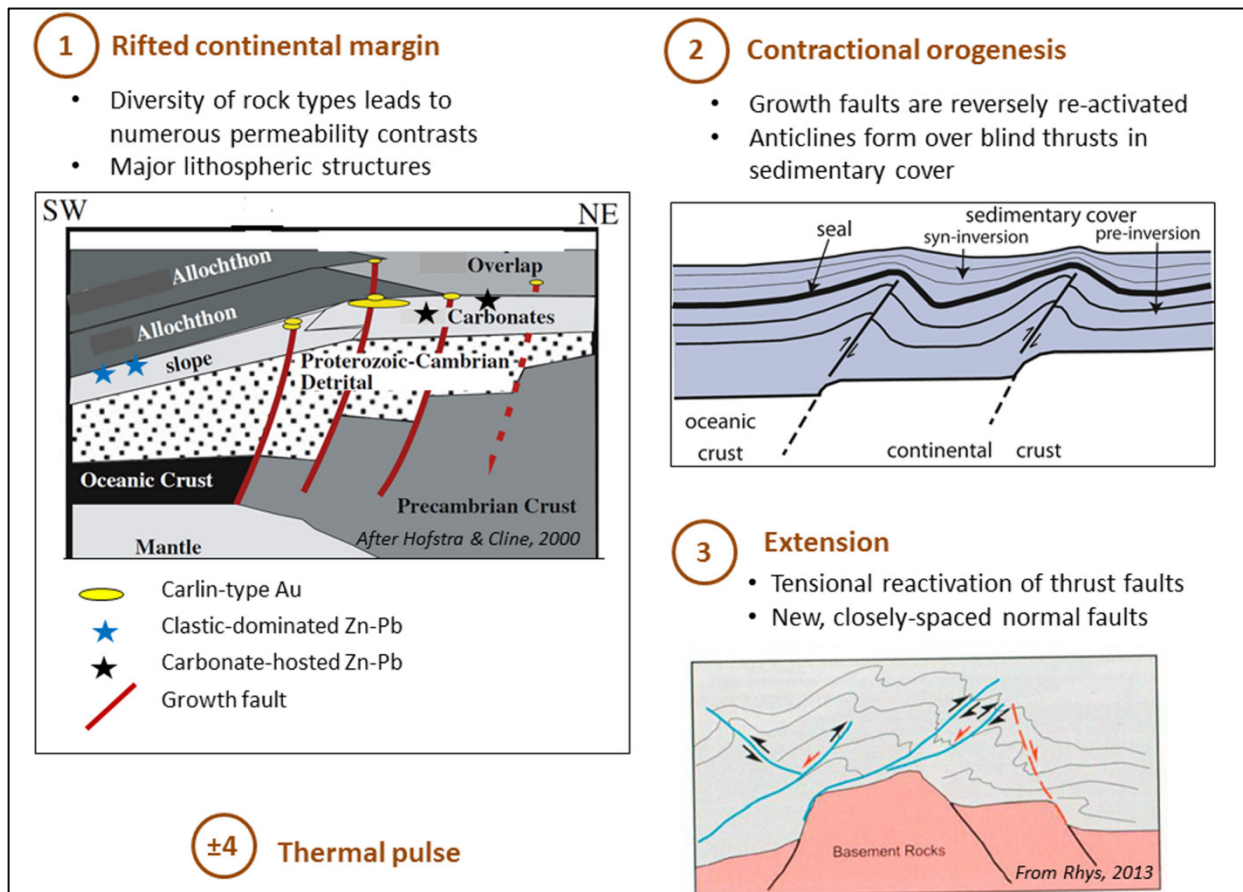 1 Rifted continental margin
• Diversity of rock types leads to
numerous permeability contrasts
• Major lithospheric structures
SW NE
Allochthon
Overlap
Allochthon
Carbonates
slope
Proterozoic-Cambrian
Detrital
Oceanic Crust
Precambrian Crust
After Hofstra & Cline, 2000
Mantle
Carlin-type Au
Clastic-dominated Zn-Pb
Carbonate-hosted Zn-Pb
Growth fault
2 Contractional orogenesis
• Growth faults are reversely re-activated
• Anticlines form over blind thrusts in
sedimentary cover
sedimentary cover
seal syn-inversion pre-inversion
oceanic
crust
continental crust
3 Extension
• Tensional reactivation of thrust faults
• New, closely-spaced normal faults
Basement Rocks
From Rhys, 2013
±4 Thermal pulse